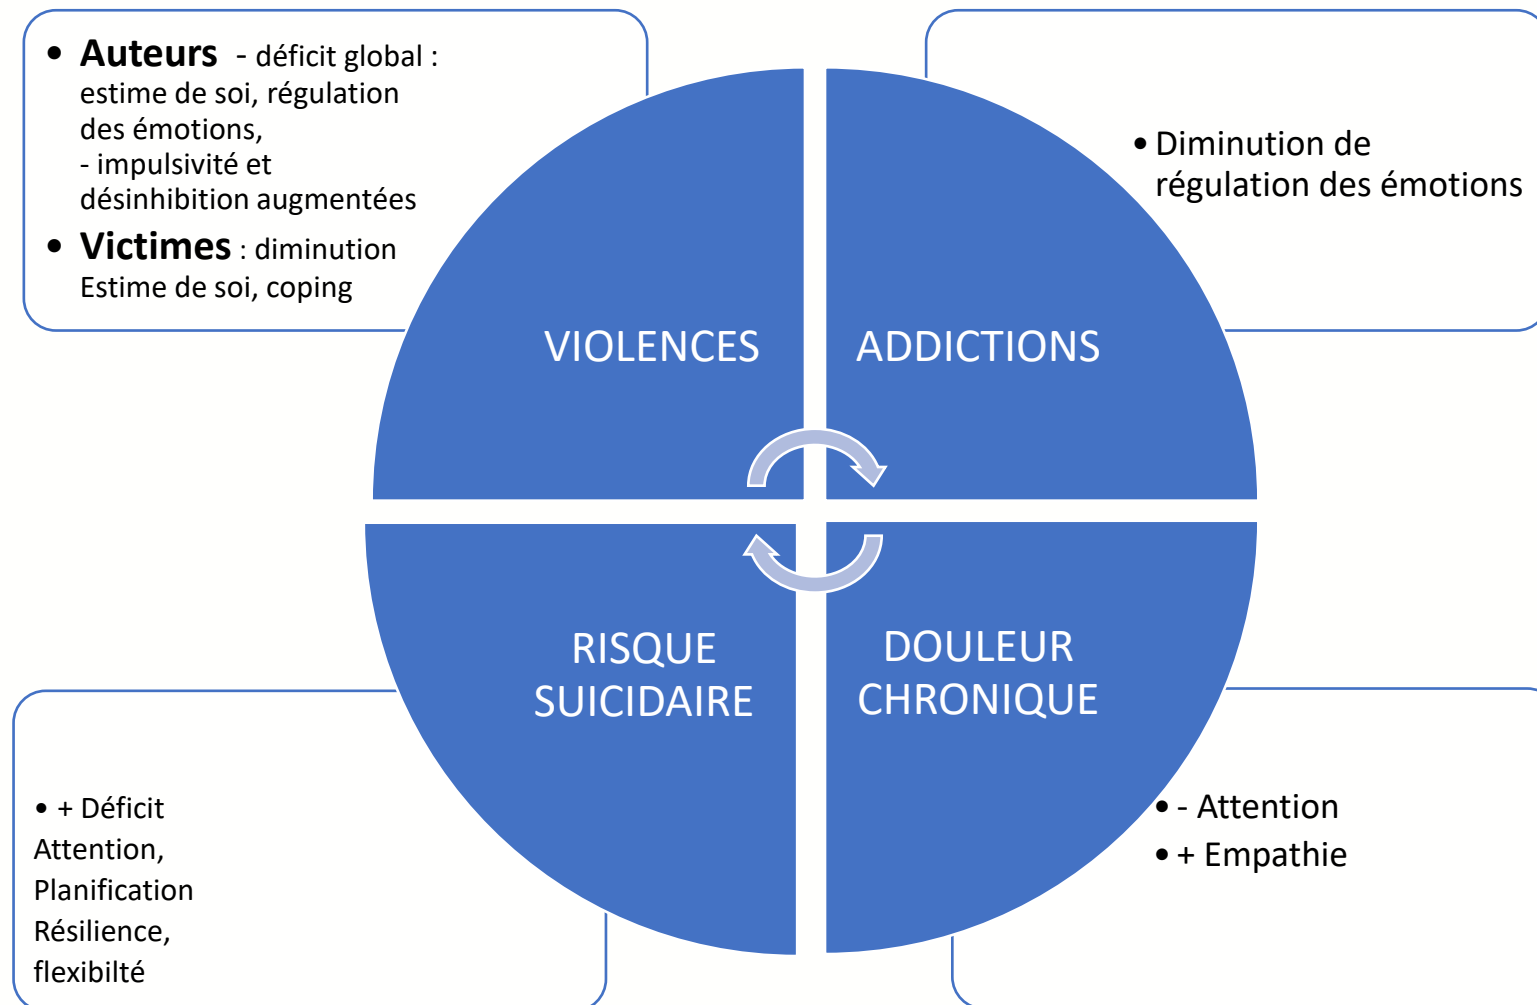 • Auteurs - déficit global :
estime de soi, régulation
des émotions,
- impulsivité et
désinhibition augmentées
• Victimes : diminution
Estime de soi, coping
• Diminution de
régulation des émotions
VIOLENCES
ADDICTIONS
RISQUE
SUICIDAIRE
DOULEUR
CHRONIQUE
• + Déficit
Attention,
Planification
Résilience,
flexibilté
• - Attention
• + Empathie